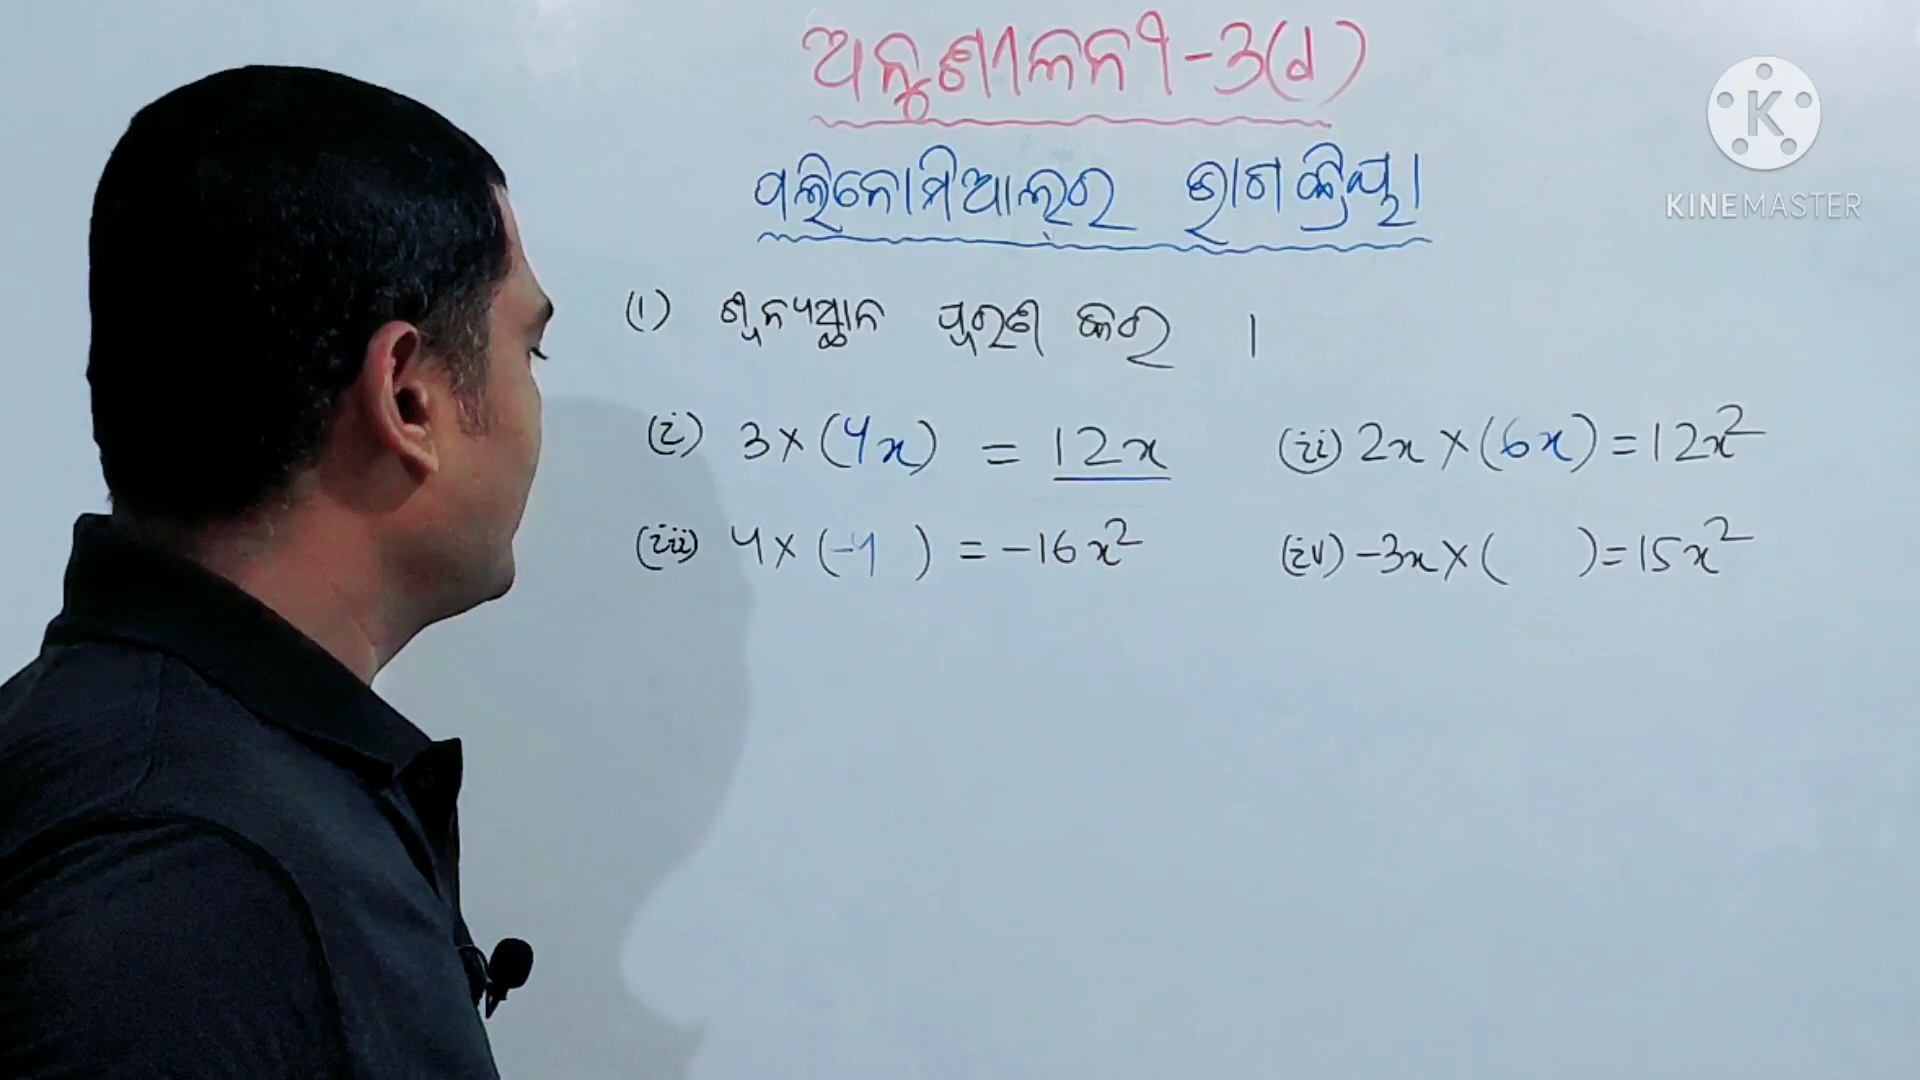 ଅନୁଶୀଳନୀ-3(d)
ପଲିନୋମିଆଲର ଭାଗକ୍ରିୟା
(1) ଶୂନ୍ୟସ୍ଥାନ ପୂରଣ କର ।
(i) 3×(4x) = 12x (ii) 2x×(6x)=12x²
(iii) 4×(-4 ) = -16x² (iv) -3x×( )=15x²
K
KINEMASTER